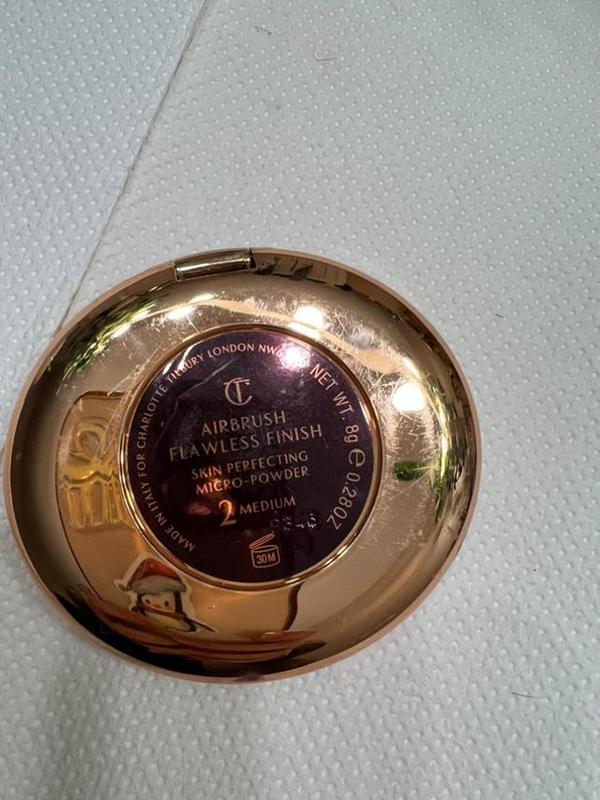 MADE IN ITALY FOR CHARLOTTE TILBURY LONDON
NET WT. 8g e 0.28OZ
CT
AIRBRUSH
FLAWLESS FINISH
SKIN PERFECTING
MICRO-POWDER
2 MEDIUM
30M